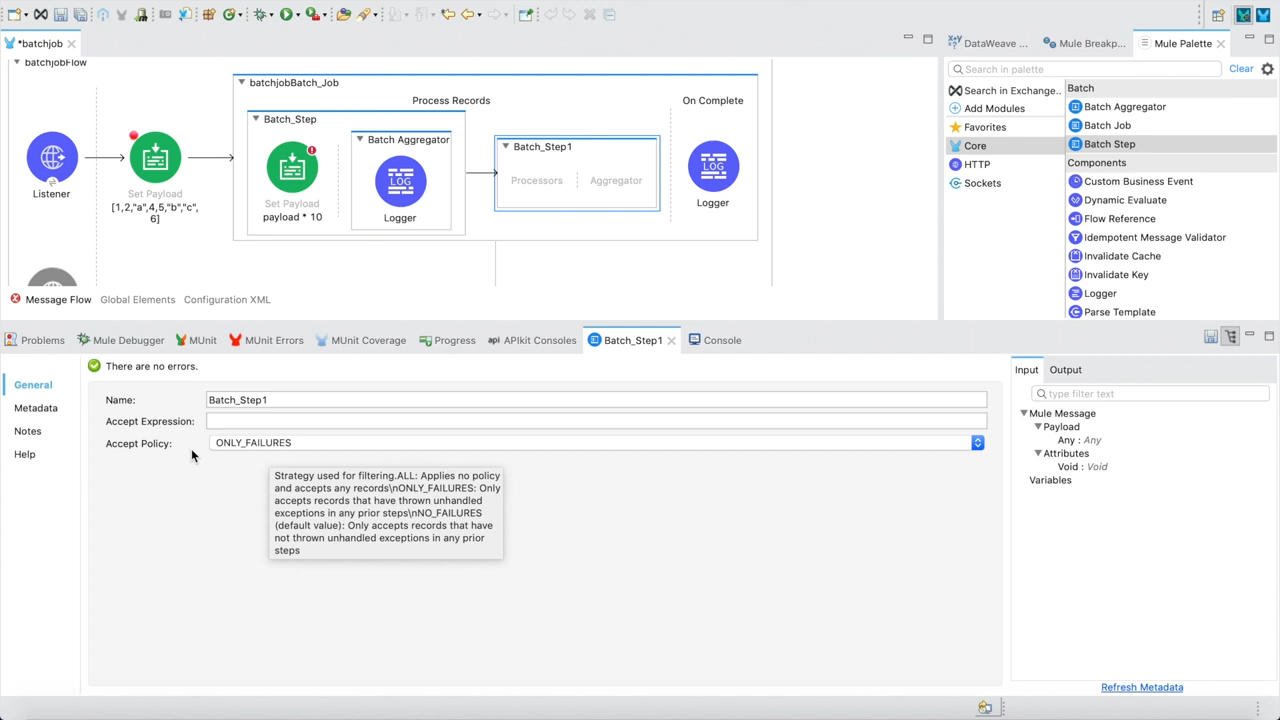 *batchjob
batchjobFlow
batchjobBatch_Job
Process Records
On Complete
Batch_Step
Batch Aggregator
Batch_Step1
Processors
Aggregator
Listener
Set Payload
[1,2,"a",4,5,"b","c",
6]
Set Payload
payload * 10
LOG
Logger
LOG
Logger
Message Flow
Global Elements
Configuration XML
DataWeave ...
Mule Breakp...
Mule Palette
Search in palette
Clear
Search in Exchange..
Add Modules
Favorites
Core
HTTP
Sockets
Batch
Batch Aggregator
Batch Job
Batch Step
Components
Custom Business Event
Dynamic Evaluate
Flow Reference
Idempotent Message Validator
Invalidate Cache
Invalidate Key
Logger
Parse Template
Problems
Mule Debugger
MUnit
MUnit Errors
MUnit Coverage
Progress
api APIkit Consoles
Batch_Step1
Console
There are no errors.
General
Metadata
Notes
Help
Name:
Batch_Step1
Accept Expression:
Accept Policy:
ONLY_FAILURES
Strategy used for filtering.ALL: Applies no policy
and accepts any records\nONLY_FAILURES: Only
accepts records that have thrown unhandled
exceptions in any prior steps\nNO_FAILURES
(default value): Only accepts records that have
not thrown unhandled exceptions in any prior
steps
Input
Output
type filter text
Mule Message
Payload
Any : Any
Attributes
Void : Void
Variables
Refresh Metadata